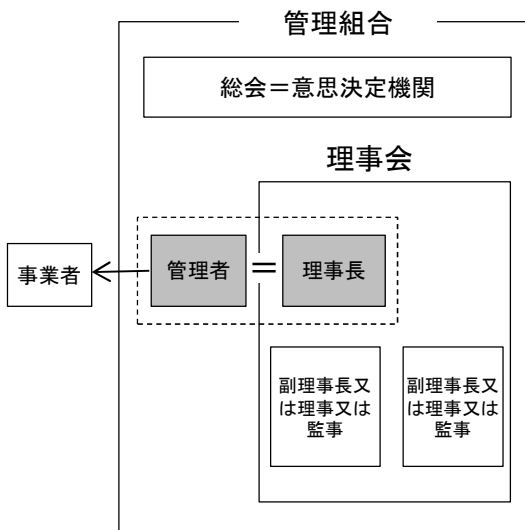 管理組合
総会＝意思決定機関
理事会
事業者
管理者
＝
理事長
副理事長又
は理事又は
監事
副理事長又
は理事又は
監事